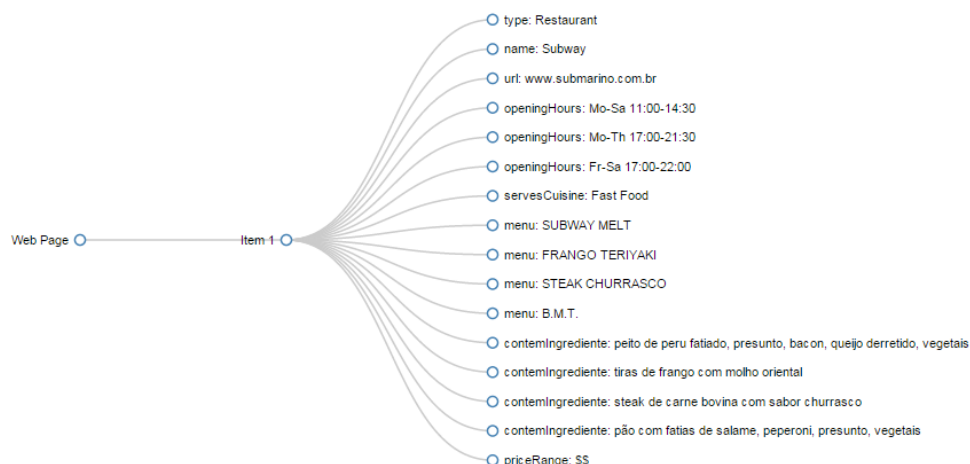 type: Restaurant
name: Subway
url: www.submarino.com.br
openingHours: Mo-Sa 11:00-14:30
openingHours: Mo-Th 17:00-21:30
openingHours: Fr-Sa 17:00-22:00
servesCuisine: Fast Food
menu: SUBWAY MELT
Web Page
Item 1
menu: FRANGO TERIYAKI
menu: STEAK CHURRASCO
menu: B.M.T.
contemIngrediente: peito de peru fatiado, presunto, bacon, queijo derretido, vegetais
contemIngrediente: tiras de frango com molho oriental
contemIngrediente: steak de carne bovina com sabor churrasco
contemIngrediente: pão com fatias de salame, peperoni, presunto, vegetais
priceRange: $$